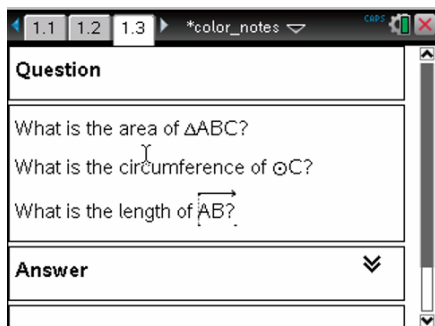 1.1 1.2 1.3 *color_notes CAPS
Question
What is the area of ΔABC?
What is the circumference of ⊙C?
What is the length of AB?
Answer